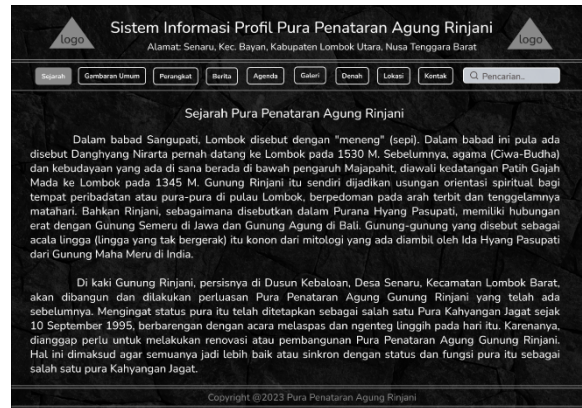 logo
Sistem Informasi Profil Pura Penataran Agung Rinjani
Alamat: Senaru, Kec. Bayan, Kabupaten Lombok Utara, Nusa Tenggara Barat
logo
Sejarah
Gambaran Umum
Perangkat
Berita
Agenda
Galeri
Denah
Lokasi
Kontak
Pencarian..
Sejarah Pura Penataran Agung Rinjani
Dalam babad Sangupati, Lombok disebut dengan "meneng" (sepi). Dalam babad ini pula ada
disebut Danghyang Nirarta pernah datang ke Lombok pada 1530 M. Sebelumnya, agama (Ciwa-Budha)
dan kebudayaan yang ada di sana berada di bawah pengaruh Majapahit, diawali kedatangan Patih Gajah
Mada ke Lombok pada 1345 M. Gunung Rinjani itu sendiri dijadikan usungan orientasi spiritual bagi
tempat peribadatan atau pura-pura di pulau Lombok, berpedoman pada arah terbit dan tenggelamnya
matahari. Bahkan Rinjani, sebagaimana disebutkan dalam Purana Hyang Pasupati, memiliki hubungan
erat dengan Gunung Semeru di Jawa dan Gunung Agung di Bali. Gunung-gunung yang disebut sebagai
acala lingga (lingga yang tak bergerak) itu konon dari mitologi yang ada diambil oleh Ida Hyang Pasupati
dari Gunung Maha Meru di India.
Di kaki Gunung Rinjani, persisnya di Dusun Kebaloan, Desa Senaru, Kecamatan Lombok Barat,
akan dibangun dan dilakukan perluasan Pura Penataran Agung Gunung Rinjani yang telah ada
sebelumnya. Mengingat status pura itu telah ditetapkan sebagai salah satu Pura Kahyangan Jagat sejak
10 September 1995, berbarengan dengan acara melaspas dan ngenteg linggih pada hari itu. Karenanya,
dianggap perlu untuk melakukan renovasi atau pembangunan Pura Penataran Agung Gunung Rinjani.
Hal ini dimaksud agar semuanya jadi lebih baik atau sinkron dengan status dan fungsi pura itu sebagai
salah satu pura Kahyangan Jagat.
Copyright @2023 Pura Penataran Agung Rinjani